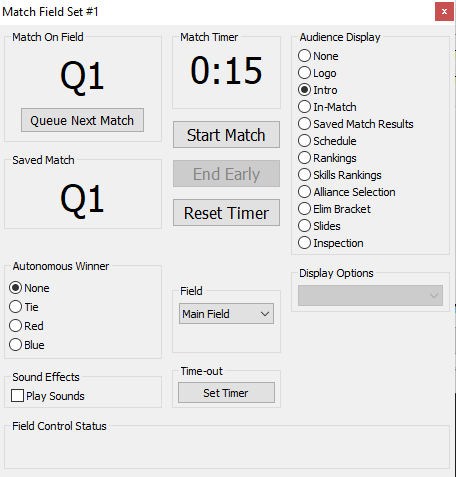 Match Field Set #1
x
Match On Field
Q1
Queue Next Match
Saved Match
Q1
Match Timer
0:15
Start Match
End Early
Reset Timer
Audience Display
None
Logo
Intro
In-Match
Saved Match Results
Schedule
Rankings
Skills Rankings
Alliance Selection
Elim Bracket
Slides
Inspection
Autonomous Winner
None
Tie
Red
Blue
Field
Main Field
Display Options
Sound Effects
Play Sounds
Time-out
Set Timer
Field Control Status